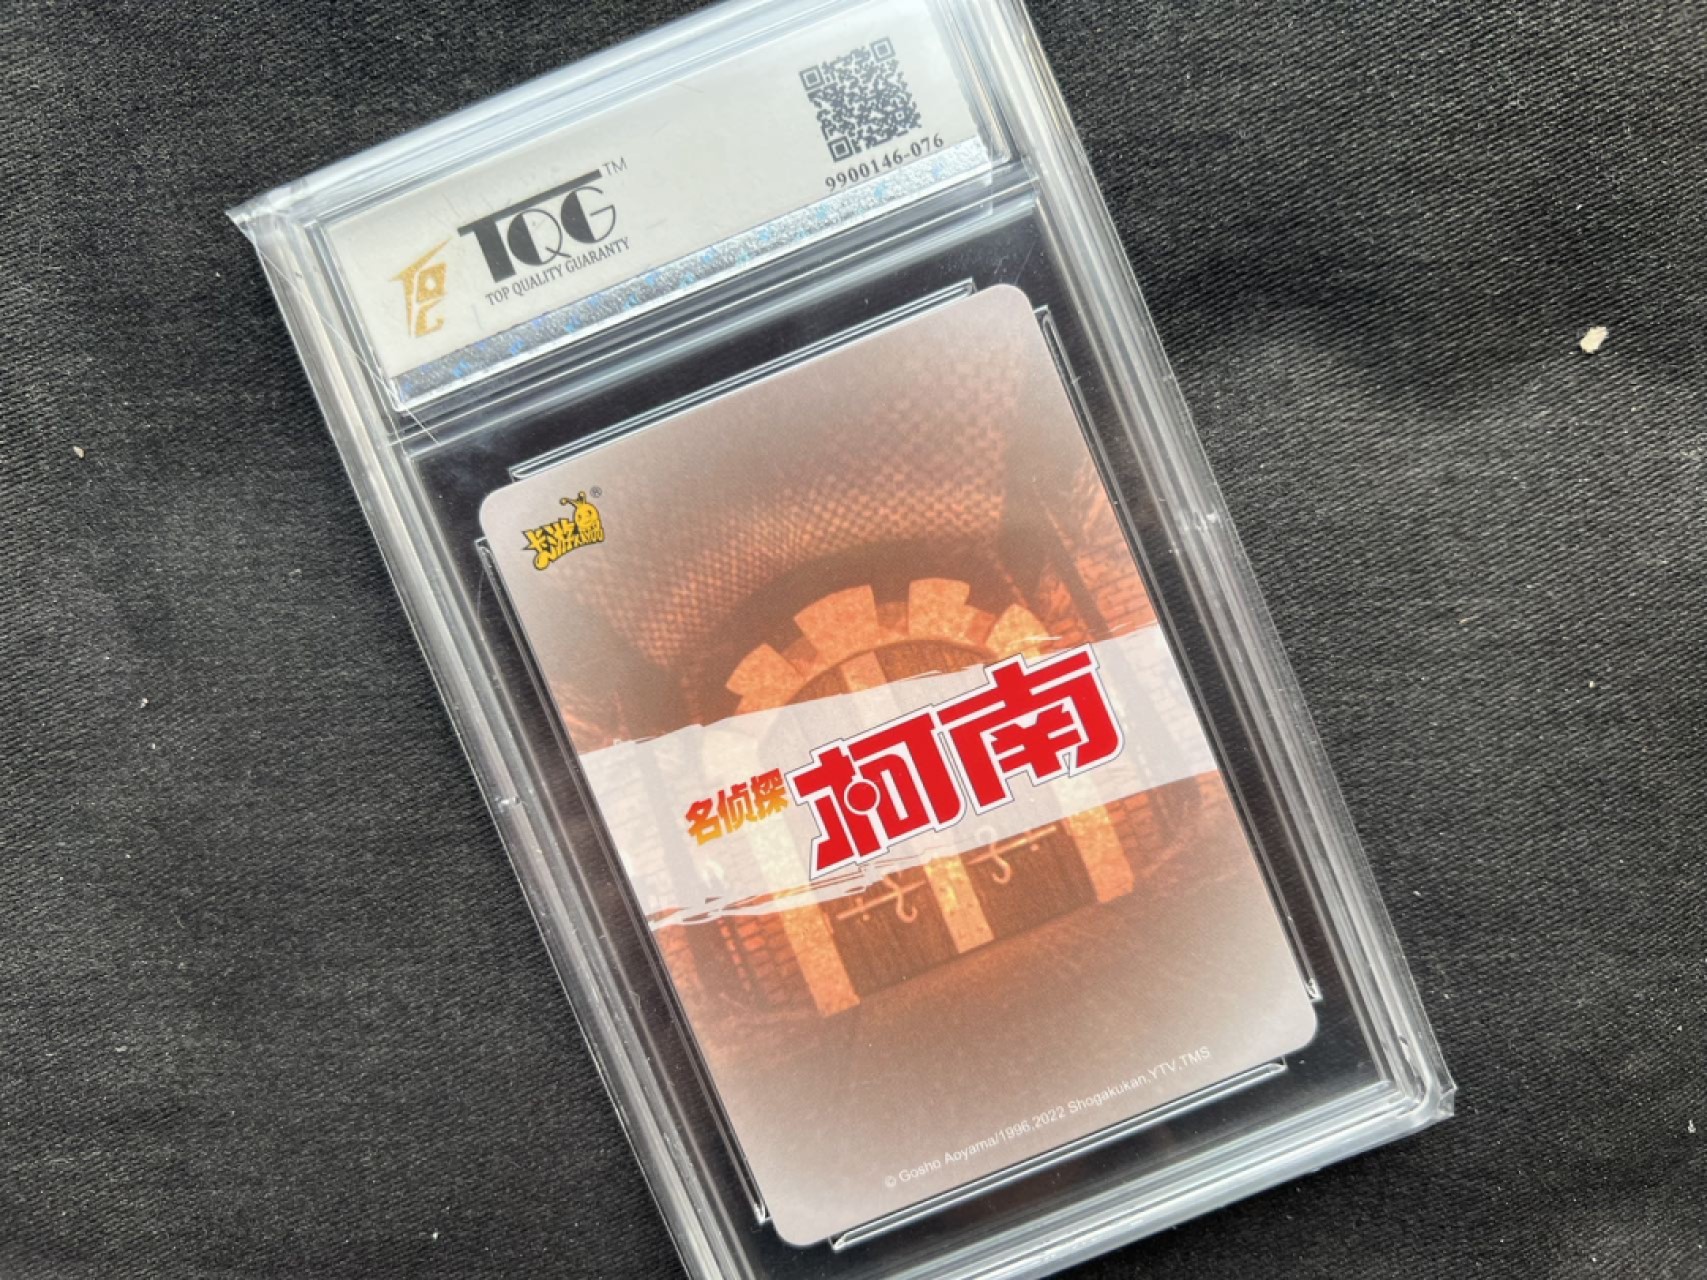 TQG™
TOP QUALITY GUARANTY
9900146-076
卡游®
KAYOU
名侦探
柯南
© Gosho Aoyama/1996,2022 Shogakukan,YTV,TMS